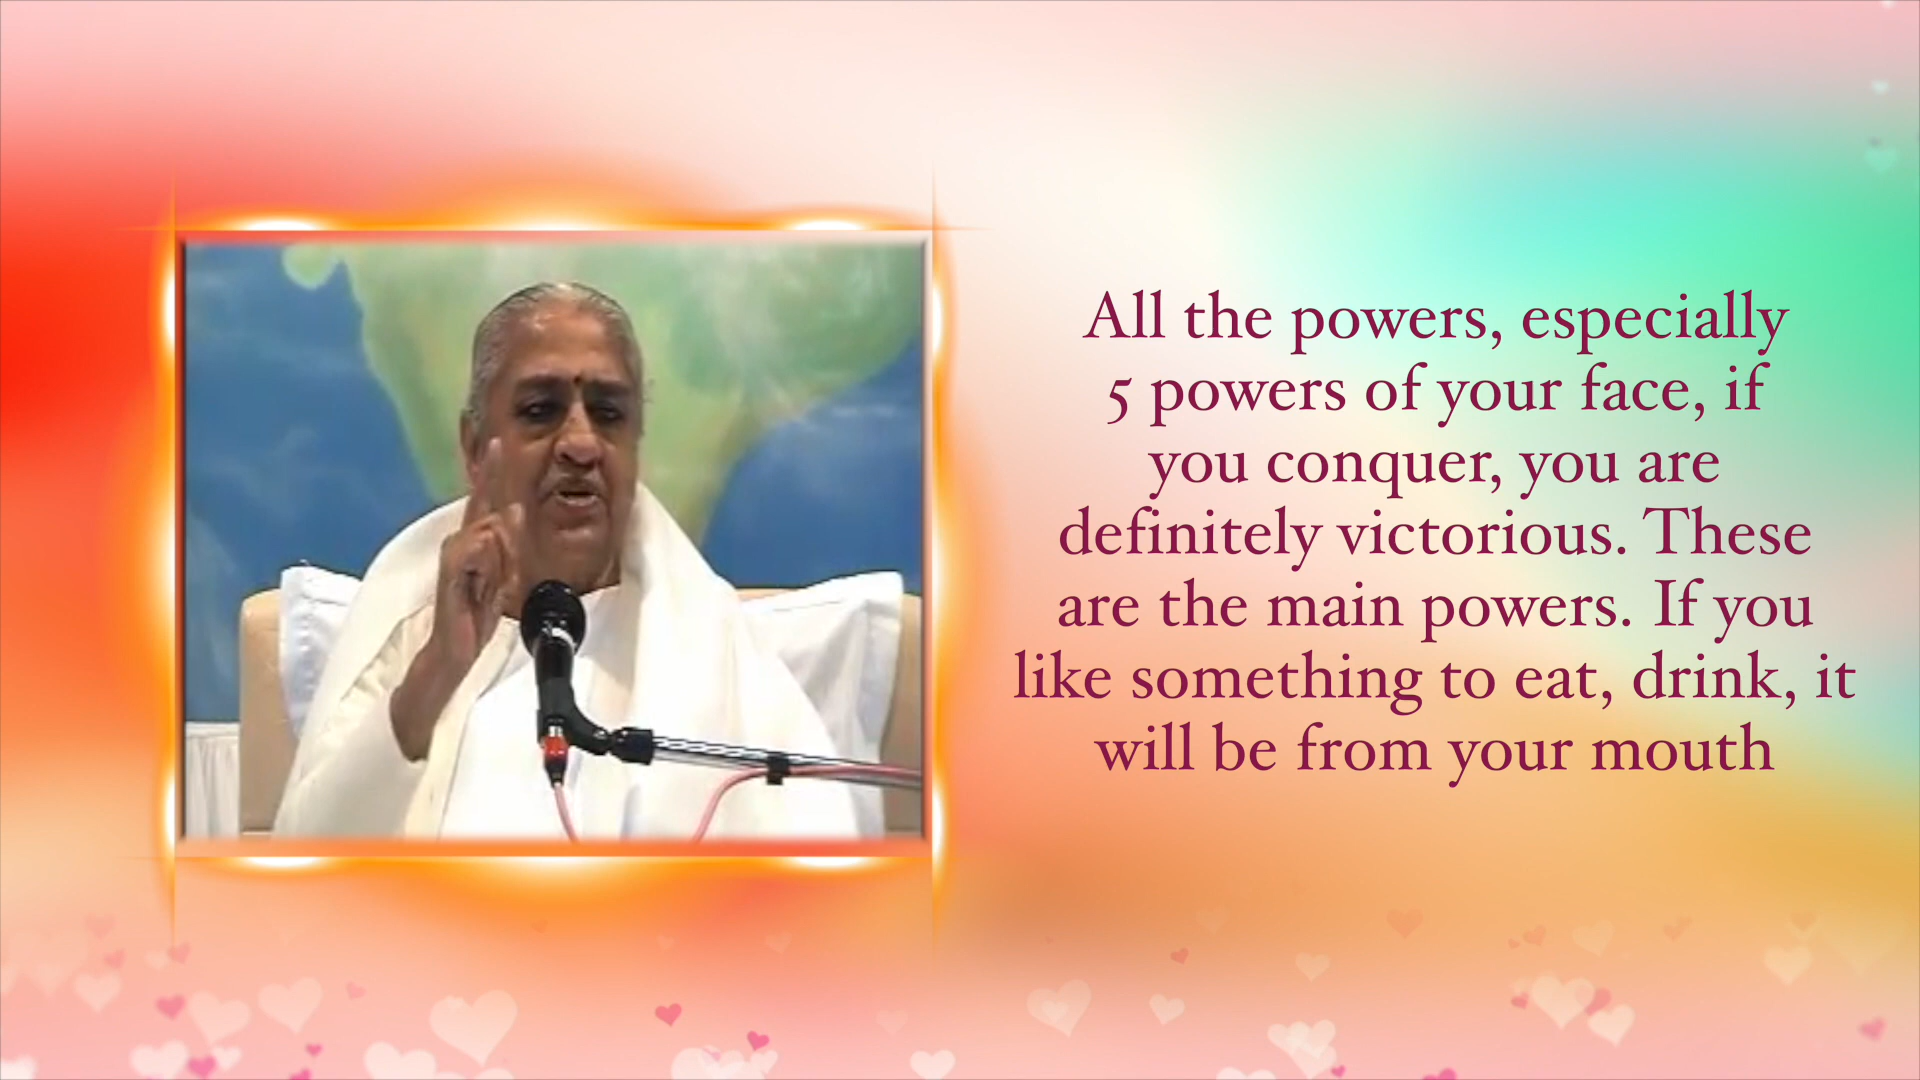 All the powers, especially
5 powers of your face, if
you conquer, you are
definitely victorious. These
are the main powers. If you
like something to eat, drink, it
will be from your mouth